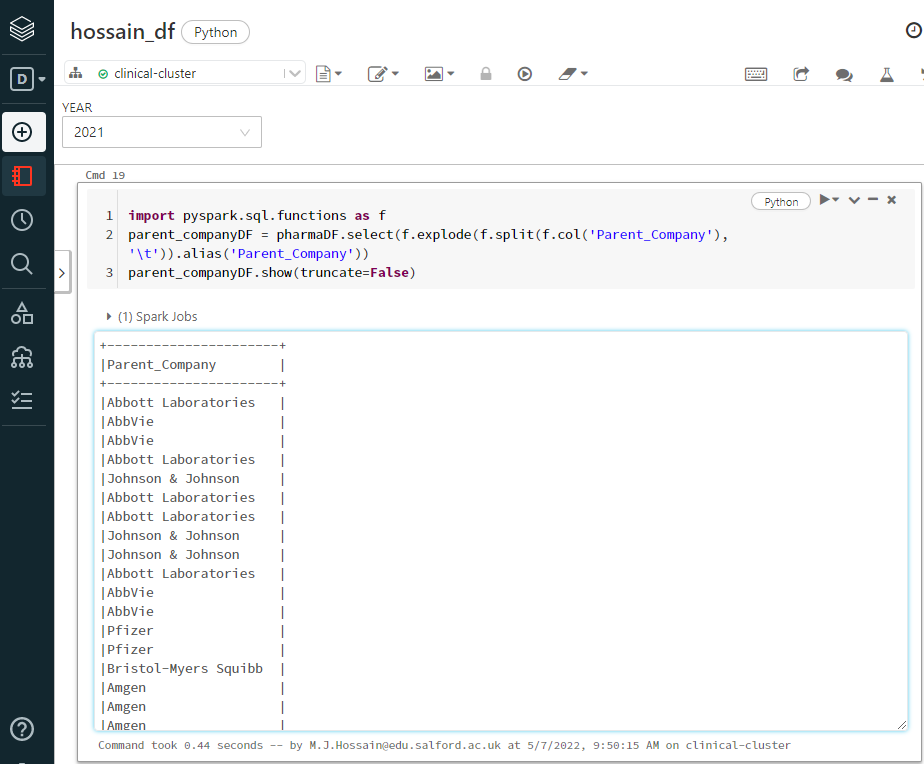 hossain_df Python
D
clinical-cluster
YEAR
2021
Cmd 19
Python
1 import pyspark.sql.functions as f
2 parent_companyDF = pharmaDF.select(f.explode(f.split(f.col('Parent_Company'),
'\t')).alias('Parent_Company'))
3 parent_companyDF.show(truncate=False)
(1) Spark Jobs
+----------------------+
|Parent_Company        |
+----------------------+
|Abbott Laboratories   |
|AbbVie                |
|AbbVie                |
|Abbott Laboratories   |
|Johnson & Johnson     |
|Abbott Laboratories   |
|Abbott Laboratories   |
|Johnson & Johnson     |
|Johnson & Johnson     |
|Abbott Laboratories   |
|AbbVie                |
|AbbVie                |
|Pfizer                |
|Pfizer                |
|Bristol-Myers Squibb  |
|Amgen                 |
|Amgen                 |
|Amgen                 |
Command took 0.44 seconds -- by M.J.Hossain@edu.salford.ac.uk at 5/7/2022, 9:50:15 AM on clinical-cluster